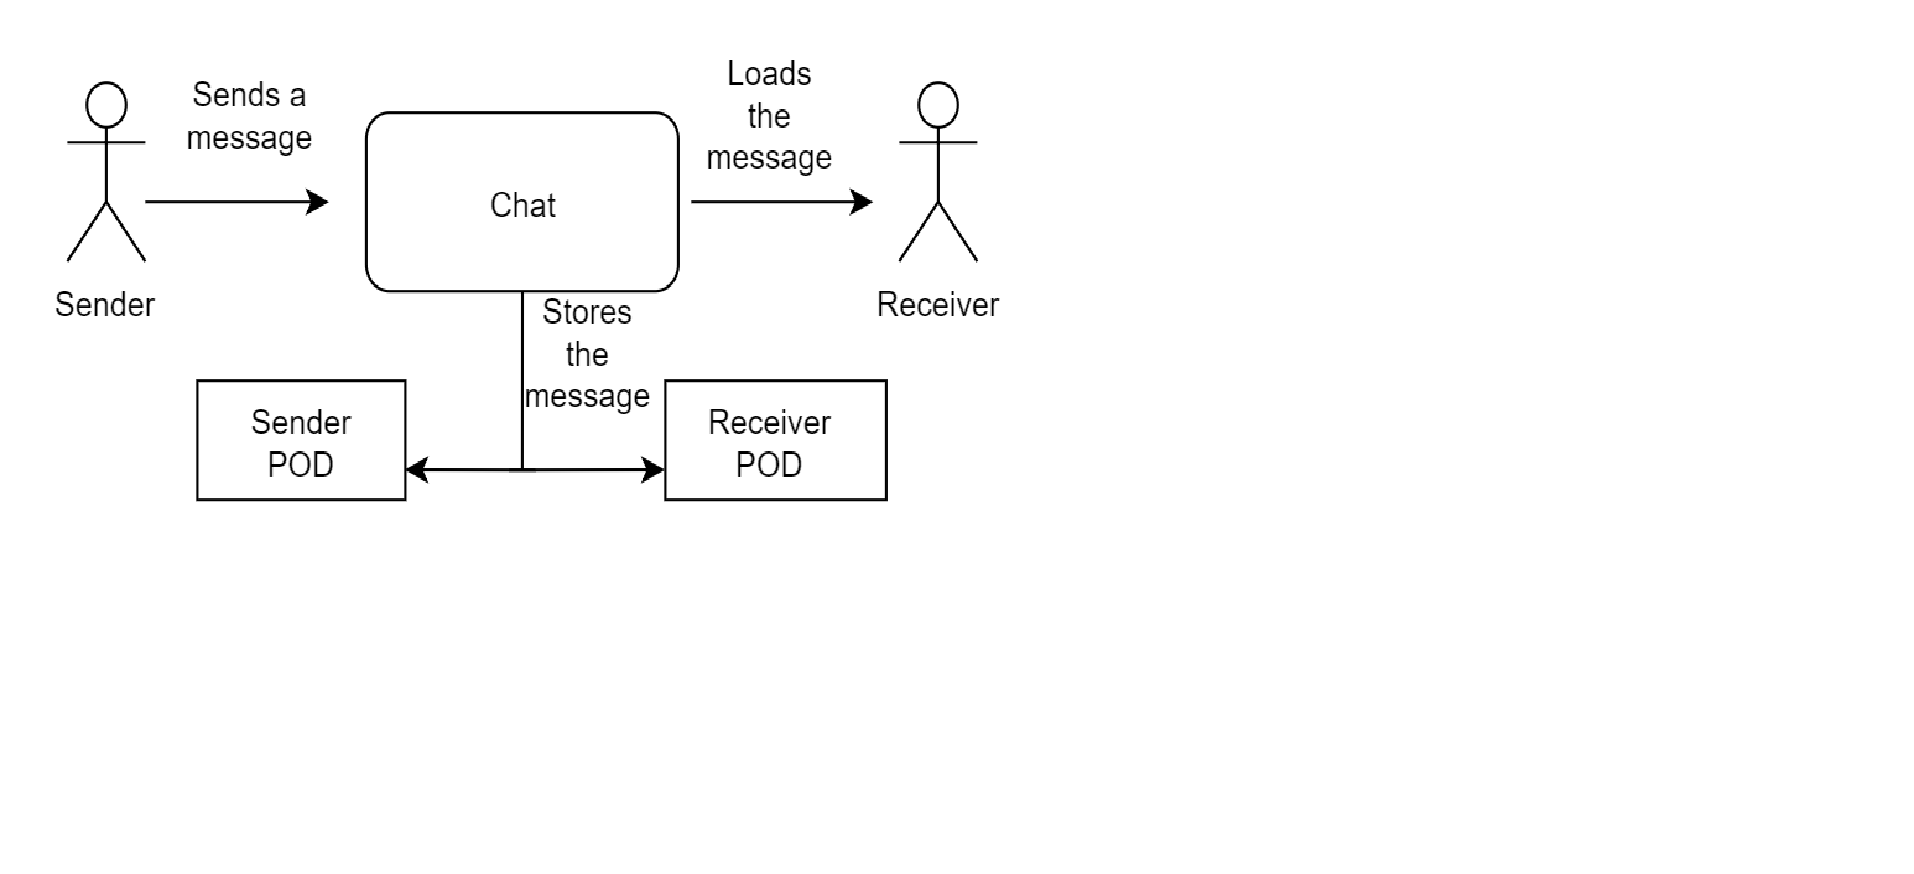 Sends a
message
Loads
the
message
Chat
Sender
Receiver
Stores
the
message
Sender
POD
Receiver
POD